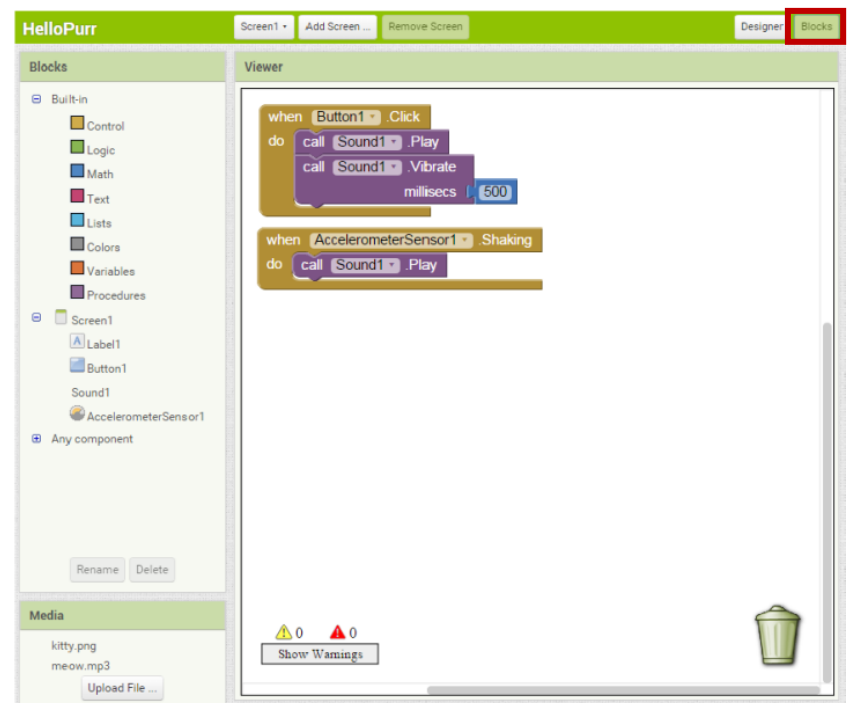 HelloPurr
Screen1 Add Screen ... Remove Screen Designer Blocks
Blocks
Built-in
Control
Logic
Math
Text
Lists
Colors
Variables
Procedures
Screen1
A Label1
Button1
Sound1
AccelerometerSensor1
Any component
Rename Delete
Media
kitty.png
meow.mp3
Upload File ...
Viewer
when Button1 .Click
do call Sound1 .Play
call Sound1 .Vibrate
millisecs 500
when AccelerometerSensor1 .Shaking
do call Sound1 .Play
0 0
Show Warnings